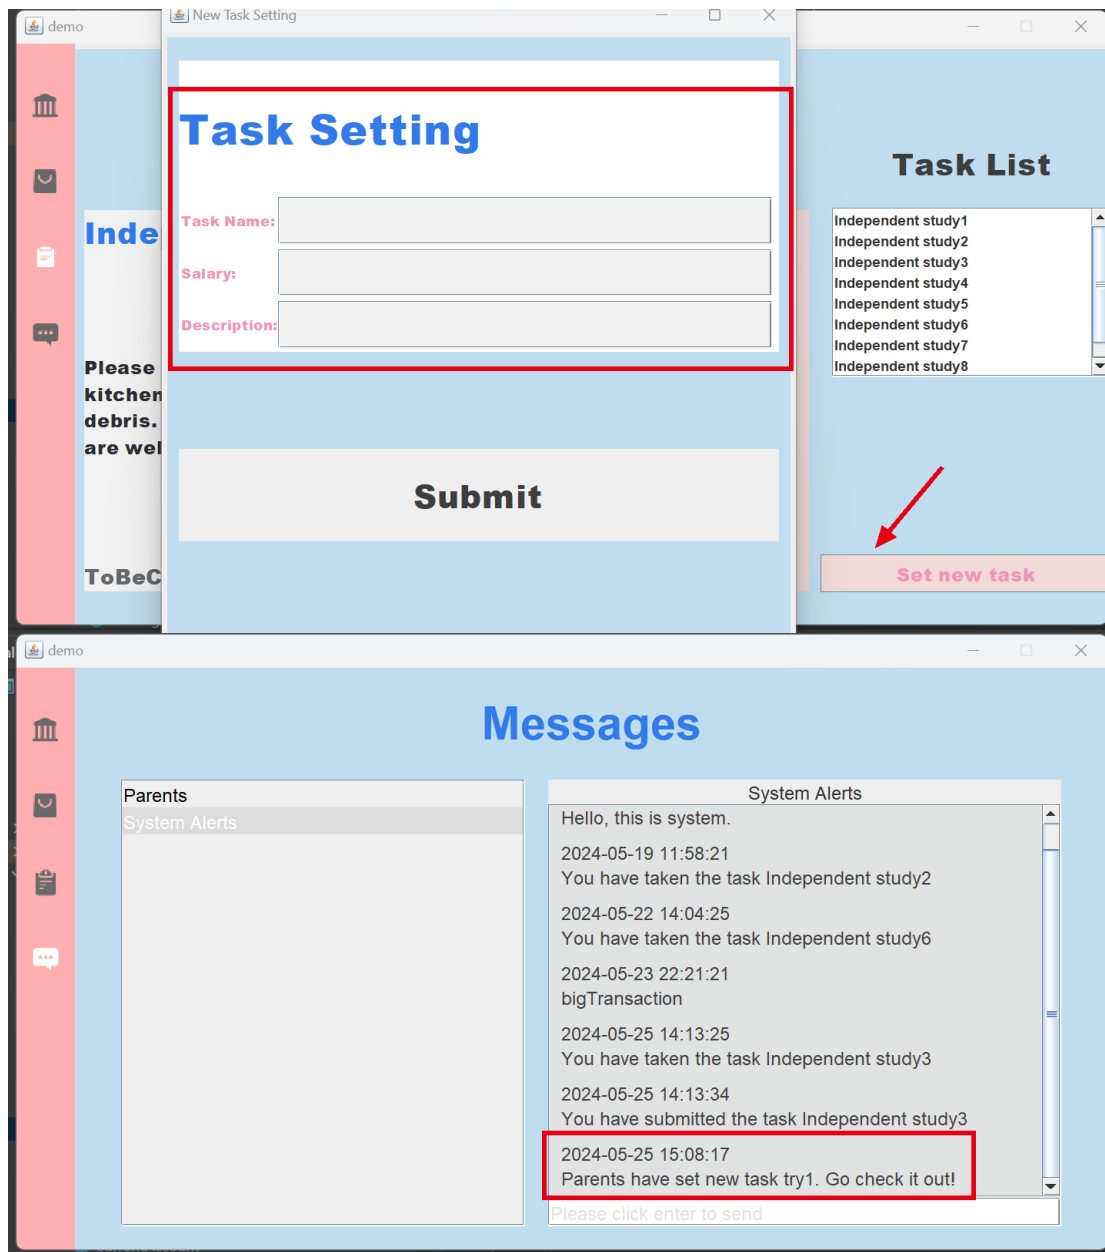 demo
New Task Setting
Task Setting
Task Name:
Salary:
Description:
Submit
Inde
Please
kitchen
debris.
are wel
ToBeC
Task List
Independent study1
Independent study2
Independent study3
Independent study4
Independent study5
Independent study6
Independent study7
Independent study8
Set new task
demo
Messages
Parents
System Alerts
System Alerts
Hello, this is system.
2024-05-19 11:58:21
You have taken the task Independent study2
2024-05-22 14:04:25
You have taken the task Independent study6
2024-05-23 22:21:21
bigTransaction
2024-05-25 14:13:25
You have taken the task Independent study3
2024-05-25 14:13:34
You have submitted the task Independent study3
2024-05-25 15:08:17
Parents have set new task try1. Go check it out!
Please click enter to send